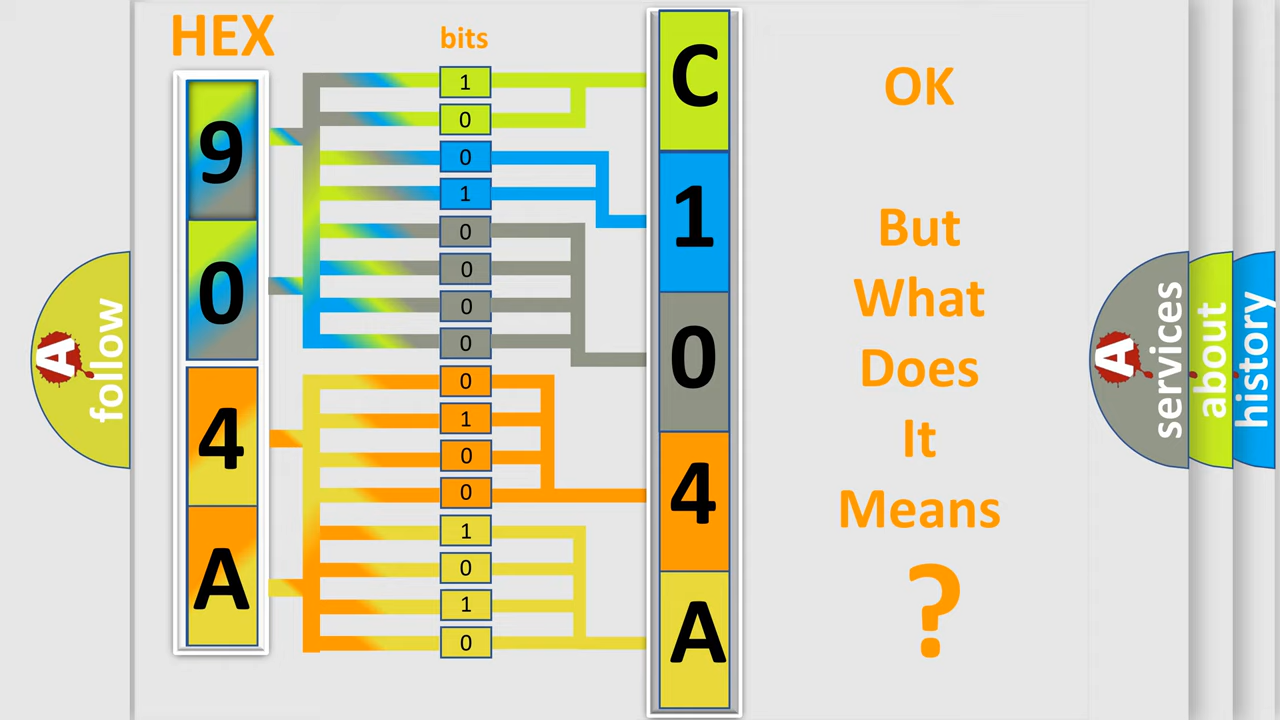 HEX
bits
9
0
4
A
1
0
0
1
0
0
0
0
0
1
0
0
1
0
1
0
C
1
0
4
A
OK
But
What
Does
It
Means
?
A
follow
A
services
about
history